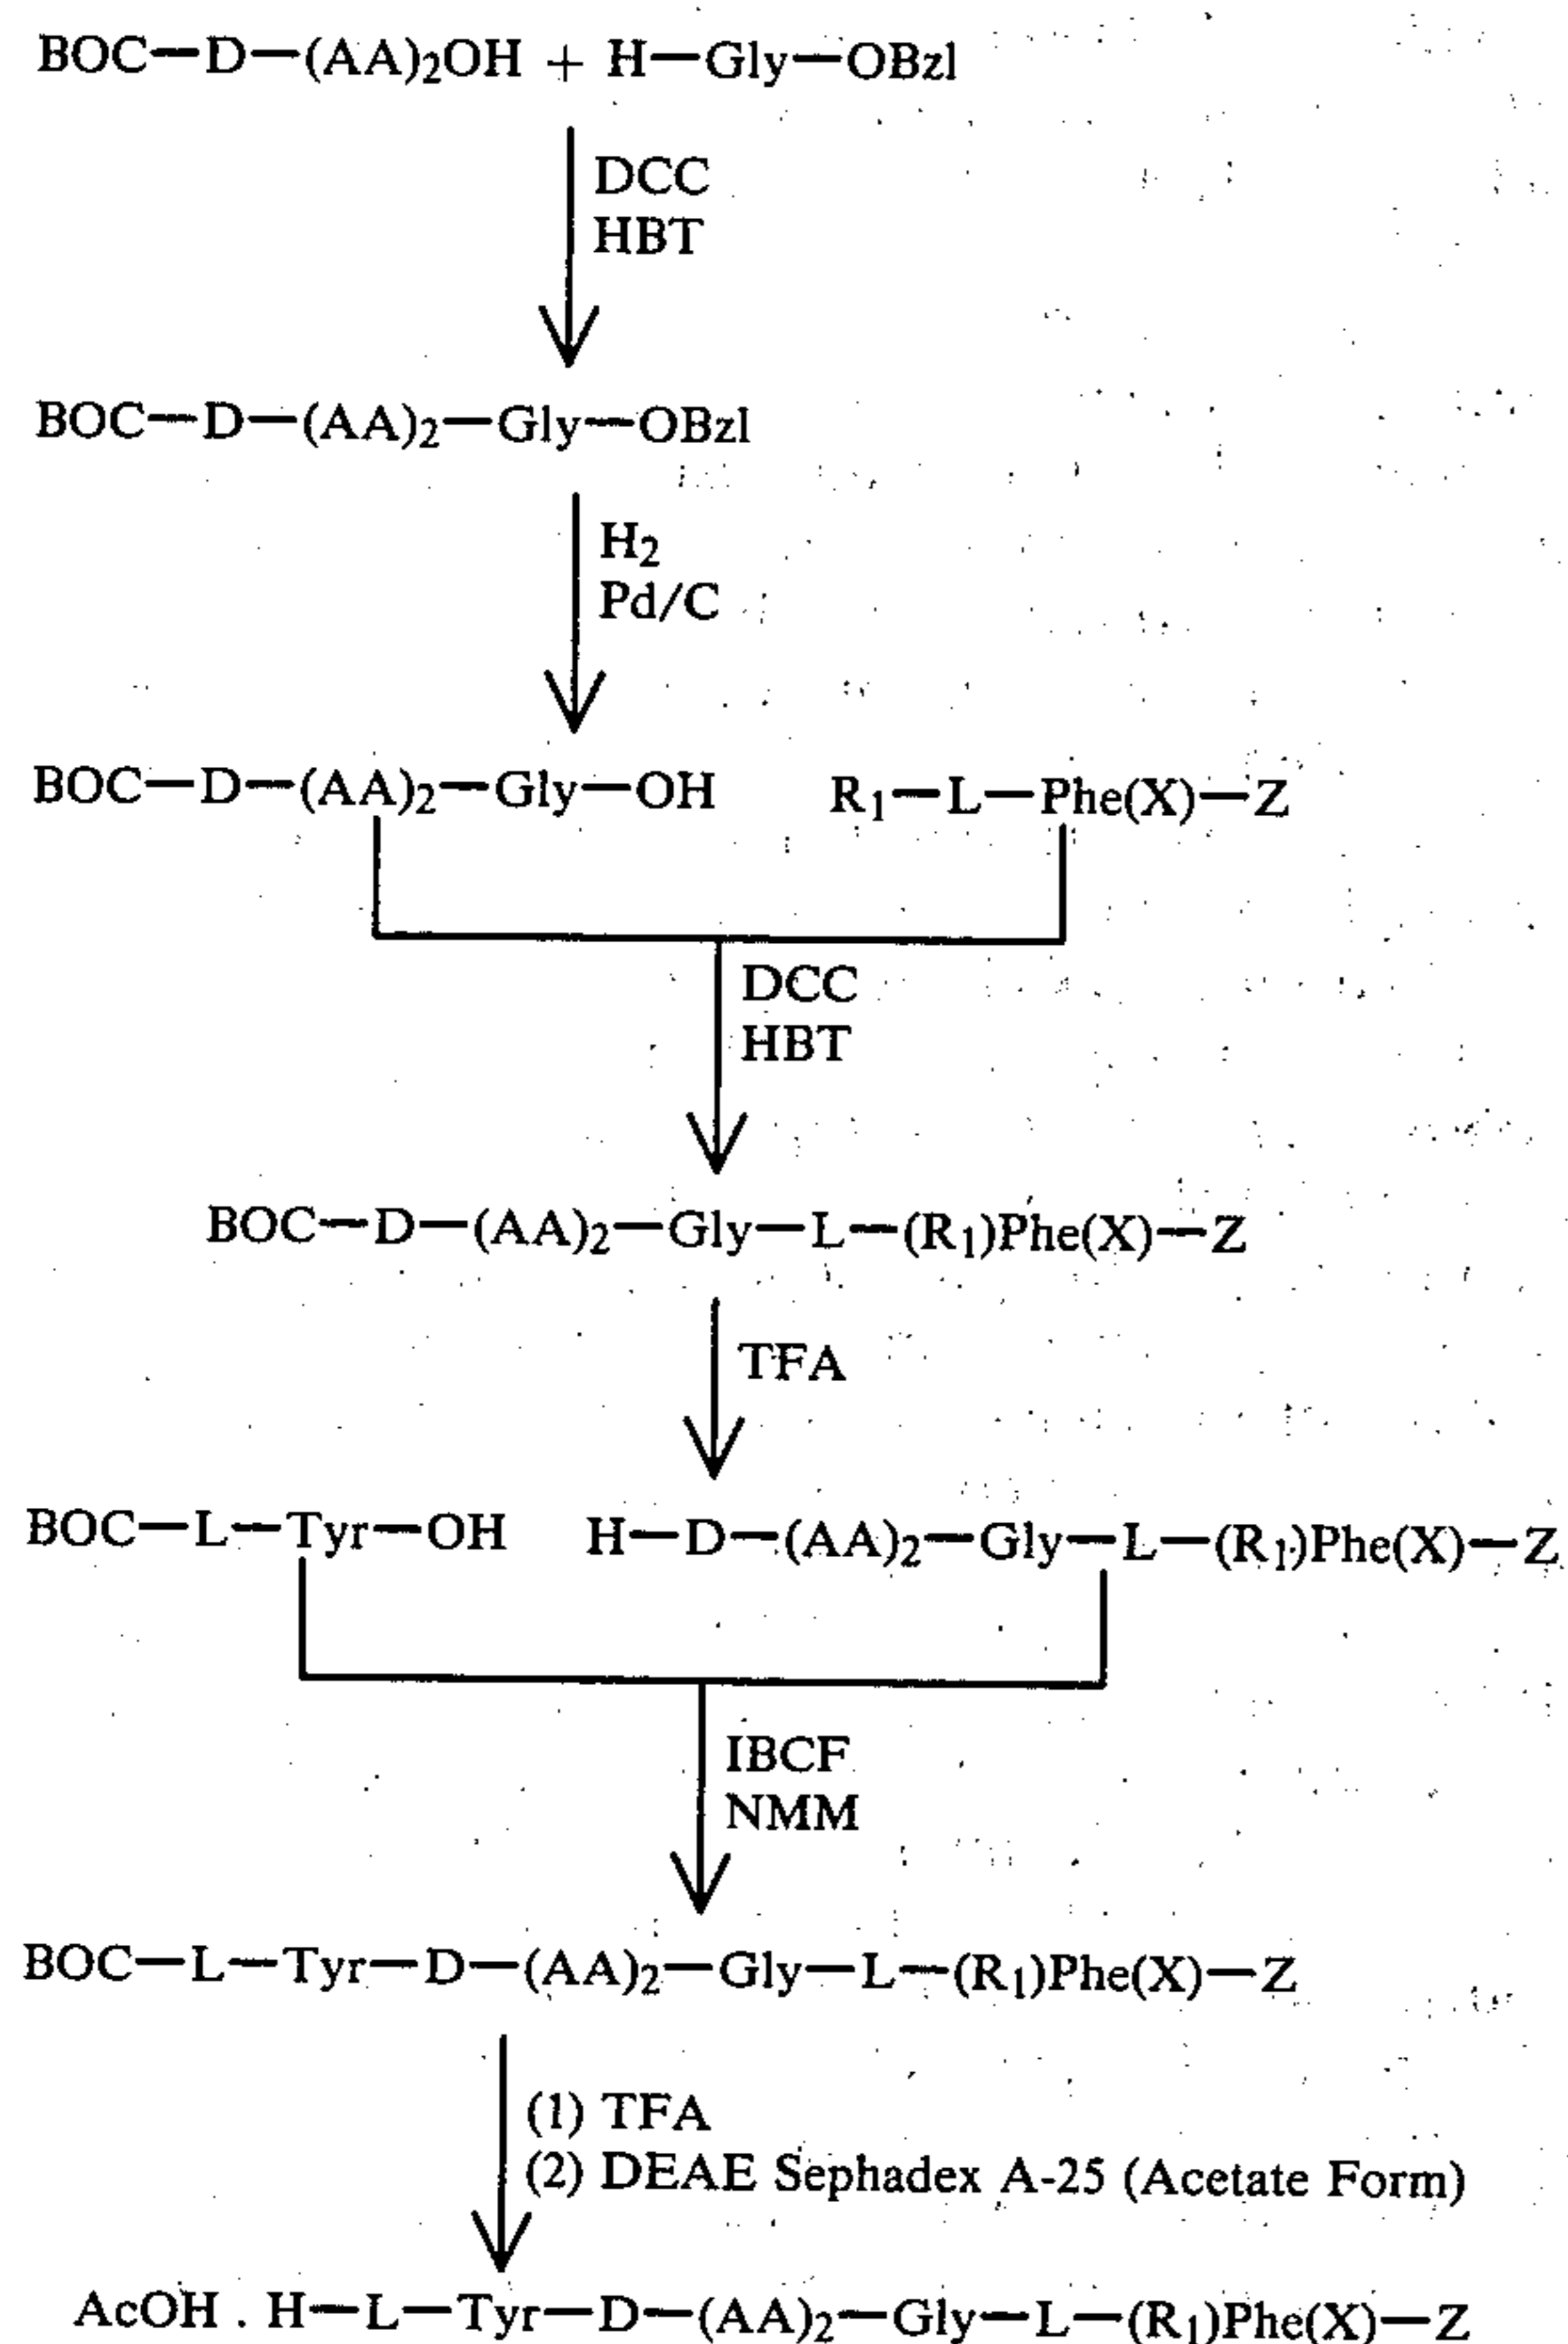 BOC—D—(AA)₂OH + H—Gly—OBzl
DCC
HBT
BOC—D—(AA)₂—Gly—OBzl
H₂
Pd/C
BOC—D—(AA)₂—Gly—OH R₁—L—Phe(X)—Z
DCC
HBT
BOC—D—(AA)₂—Gly—L—(R₁)Phe(X)—Z
TFA
BOC—L—Tyr—OH H—D—(AA)₂—Gly—L—(R₁)Phe(X)—Z
IBCF
NMM
BOC—L—Tyr—D—(AA)₂—Gly—L—(R₁)Phe(X)—Z
(1) TFA
(2) DEAE Sephadex A-25 (Acetate Form)
AcOH . H—L—Tyr—D—(AA)₂—Gly—L—(R₁)Phe(X)—Z